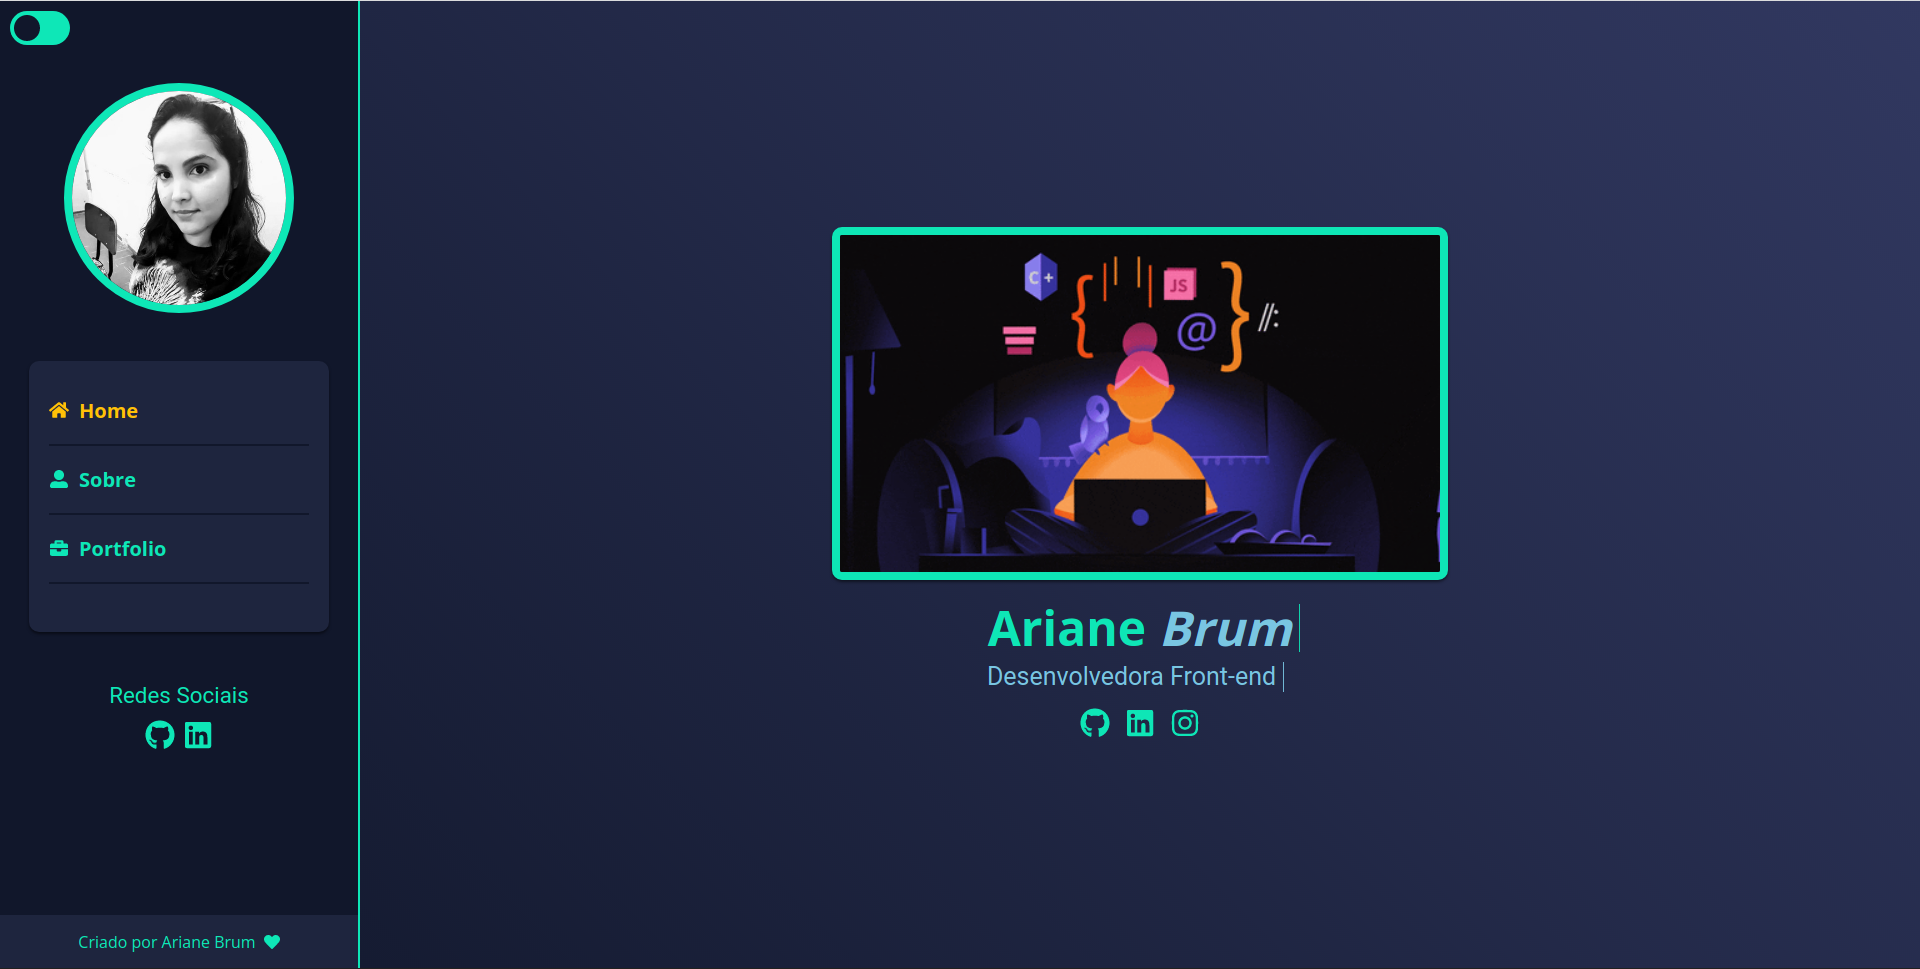 Home
Sobre
Portfolio
Redes Sociais
Criado por Ariane Brum
C+
JS
{ } @ //:
Ariane Brum
Desenvolvedora Front-end